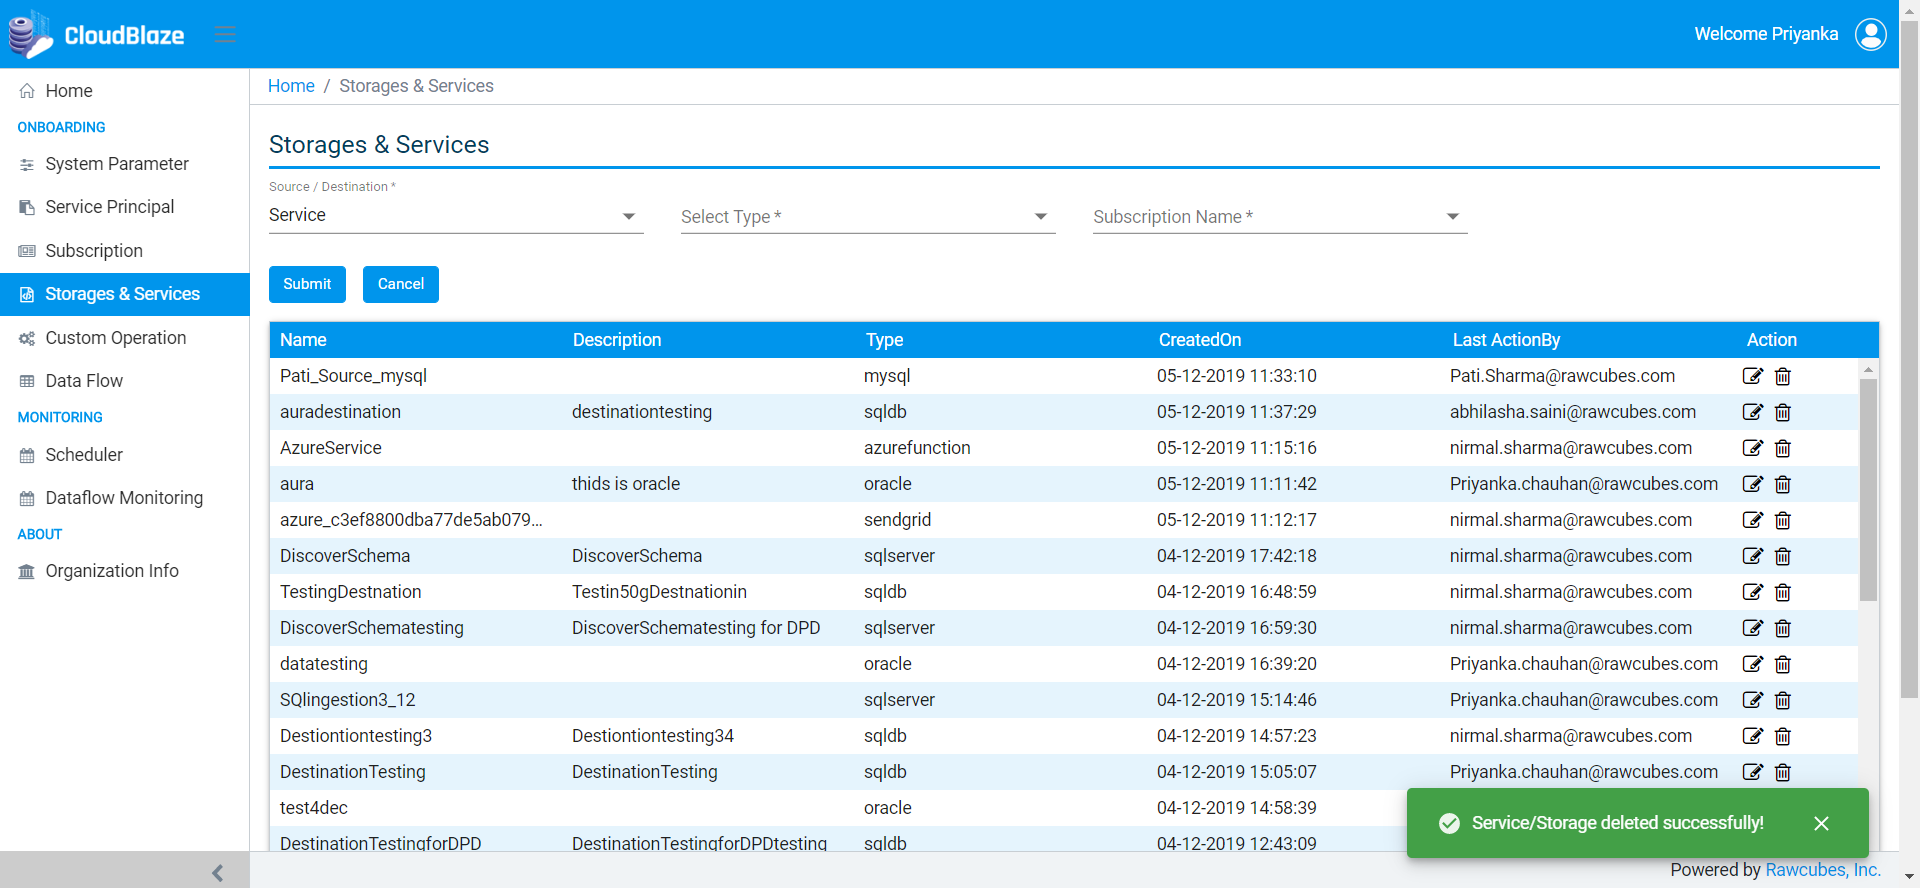 CloudBlaze
Welcome Priyanka
Home
ONBOARDING
System Parameter
Service Principal
Subscription
Storages & Services
Custom Operation
Data Flow
MONITORING
Scheduler
Dataflow Monitoring
ABOUT
Organization Info
Home / Storages & Services
Storages & Services
Source / Destination *
Service Select Type * Subscription Name *
Submit Cancel
Name Description Type CreatedOn Last ActionBy Action
Pati_Source_mysql mysql 05-12-2019 11:33:10 Pati.Sharma@rawcubes.com
auradestination destinationtesting sqldb 05-12-2019 11:37:29 abhilasha.saini@rawcubes.com
AzureService azurefunction 05-12-2019 11:15:16 nirmal.sharma@rawcubes.com
aura thids is oracle oracle 05-12-2019 11:11:42 Priyanka.chauhan@rawcubes.com
azure_c3ef8800dba77de5ab079... sendgrid 05-12-2019 11:12:17 nirmal.sharma@rawcubes.com
DiscoverSchema DiscoverSchema sqlserver 04-12-2019 17:42:18 nirmal.sharma@rawcubes.com
TestingDestnation Testin50gDestnationin sqldb 04-12-2019 16:48:59 nirmal.sharma@rawcubes.com
DiscoverSchematesting DiscoverSchematesting for DPD sqlserver 04-12-2019 16:59:30 nirmal.sharma@rawcubes.com
datatesting oracle 04-12-2019 16:39:20 Priyanka.chauhan@rawcubes.com
SQlingestion3_12 sqlserver 04-12-2019 15:14:46 Priyanka.chauhan@rawcubes.com
Destiontiontesting3 Destiontiontesting34 sqldb 04-12-2019 14:57:23 nirmal.sharma@rawcubes.com
DestinationTesting DestinationTesting sqldb 04-12-2019 15:05:07 Priyanka.chauhan@rawcubes.com
test4dec oracle 04-12-2019 14:58:39
DestinationTestingforDPD DestinationTestingforDPDtesting sqldb 04-12-2019 12:43:09
Service/Storage deleted successfully!
Powered by Rawcubes, Inc.